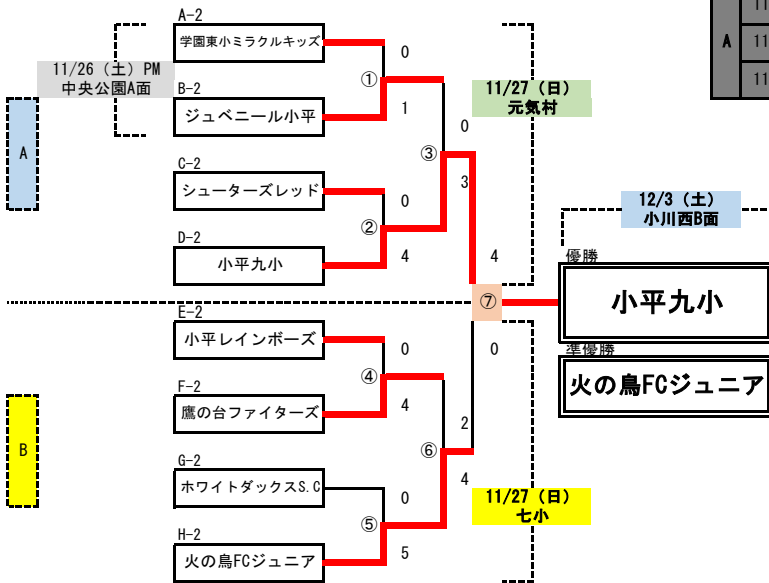 A-2
学園東小ミラクルキッズ
0
11/26（土）PM
中央公園A面
①
B-2
ジュベニール小平
1
11/27（日）
元気村
0
A
③
C-2
シューターズレッド
0
3
②
D-2
小平九小
4
4
12/3（土）
小川西B面
優勝
小平九小
⑦
E-2
小平レインボーズ
0
0
準優勝
火の鳥FCジュニア
④
F-2
鷹の台ファイターズ
4
2
B
⑥
G-2
ホワイトダックスS.C
0
4
11/27（日）
七小
⑤
H-2
火の鳥FCジュニア
5
A
11
11
11